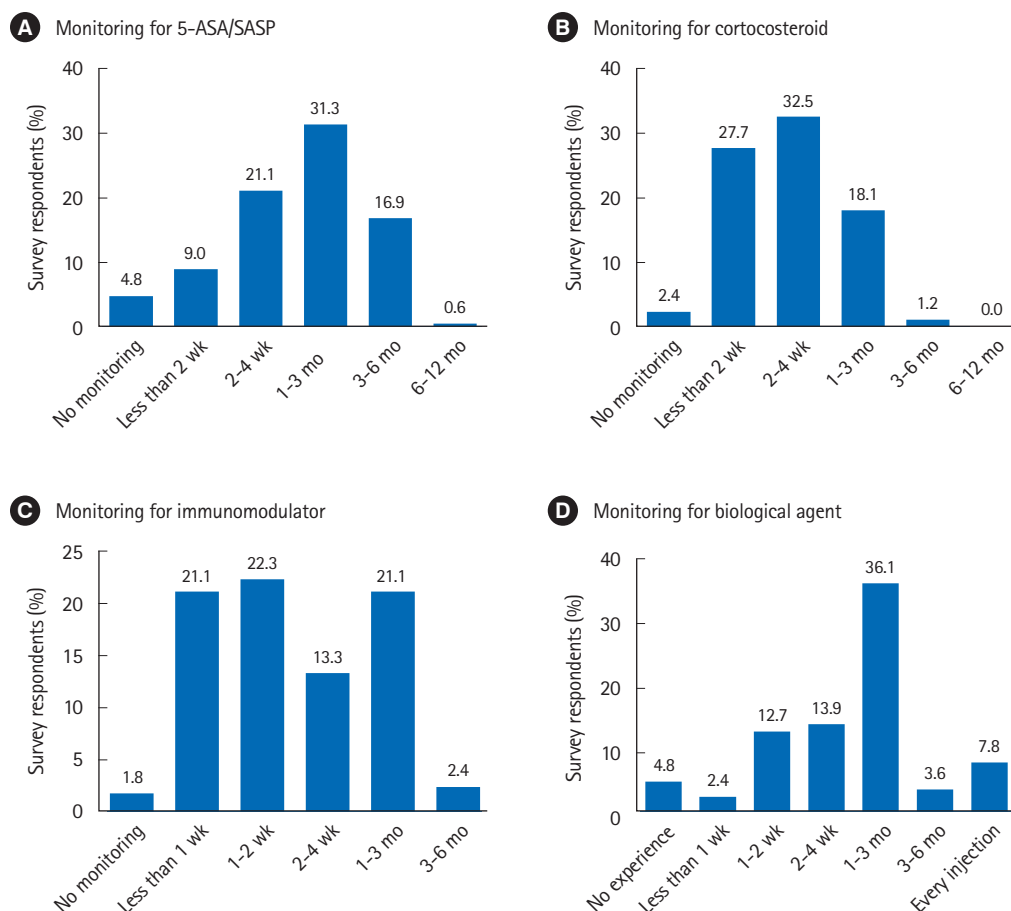 A Monitoring for 5-ASA/SASP
Survey respondents (%)
40
30
20
10
0
4.8
9.0
21.1
31.3
16.9
0.6
No monitoring
Less than 2 wk
2-4 wk
1-3 mo
3-6 mo
6-12 mo
B Monitoring for cortocosteroid
Survey respondents (%)
40
30
20
10
0
2.4
27.7
32.5
18.1
1.2
0.0
No monitoring
Less than 2 wk
2-4 wk
1-3 mo
3-6 mo
6-12 mo
C Monitoring for immunomodulator
Survey respondents (%)
25
20
15
10
5
0
1.8
21.1
22.3
13.3
21.1
2.4
No monitoring
Less than 1 wk
1-2 wk
2-4 wk
1-3 mo
3-6 mo
D Monitoring for biological agent
Survey respondents (%)
40
30
20
10
0
4.8
2.4
12.7
13.9
36.1
3.6
7.8
No experience
Less than 1 wk
1-2 wk
2-4 wk
1-3 mo
3-6 mo
Every injection